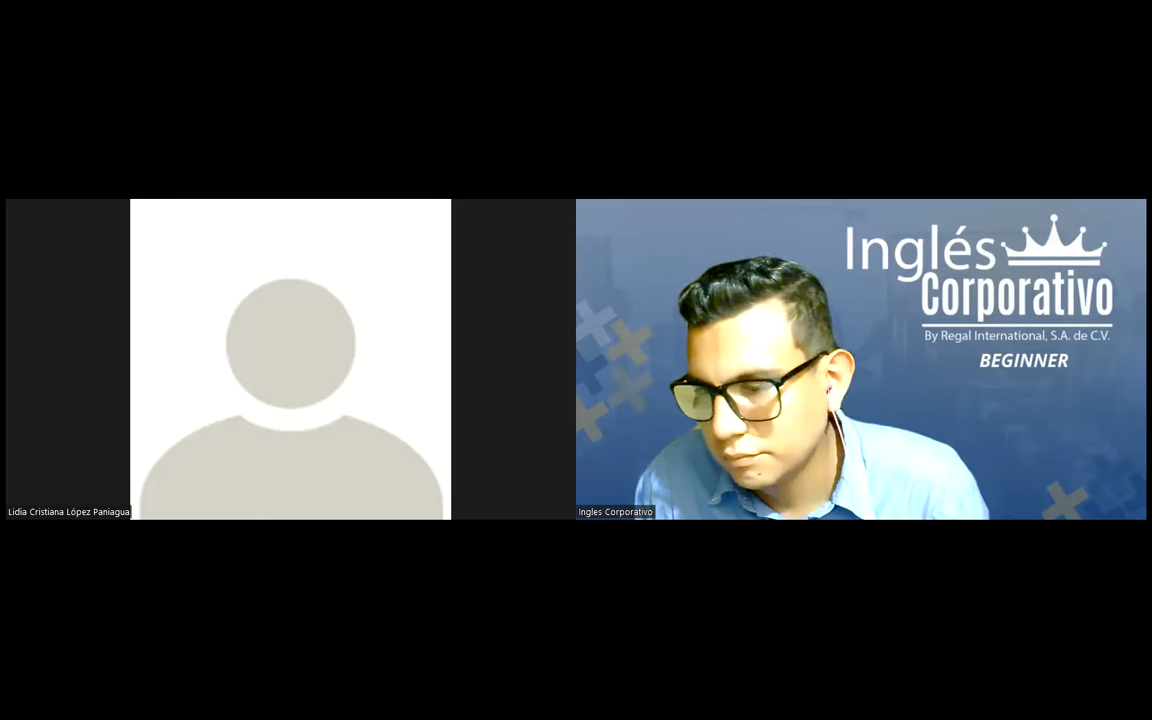 Inglés
Corporativo
By Regal International, S.A. de C.V.
BEGINNER
Lidia Cristiana López Paniagua
Ingles Corporativo